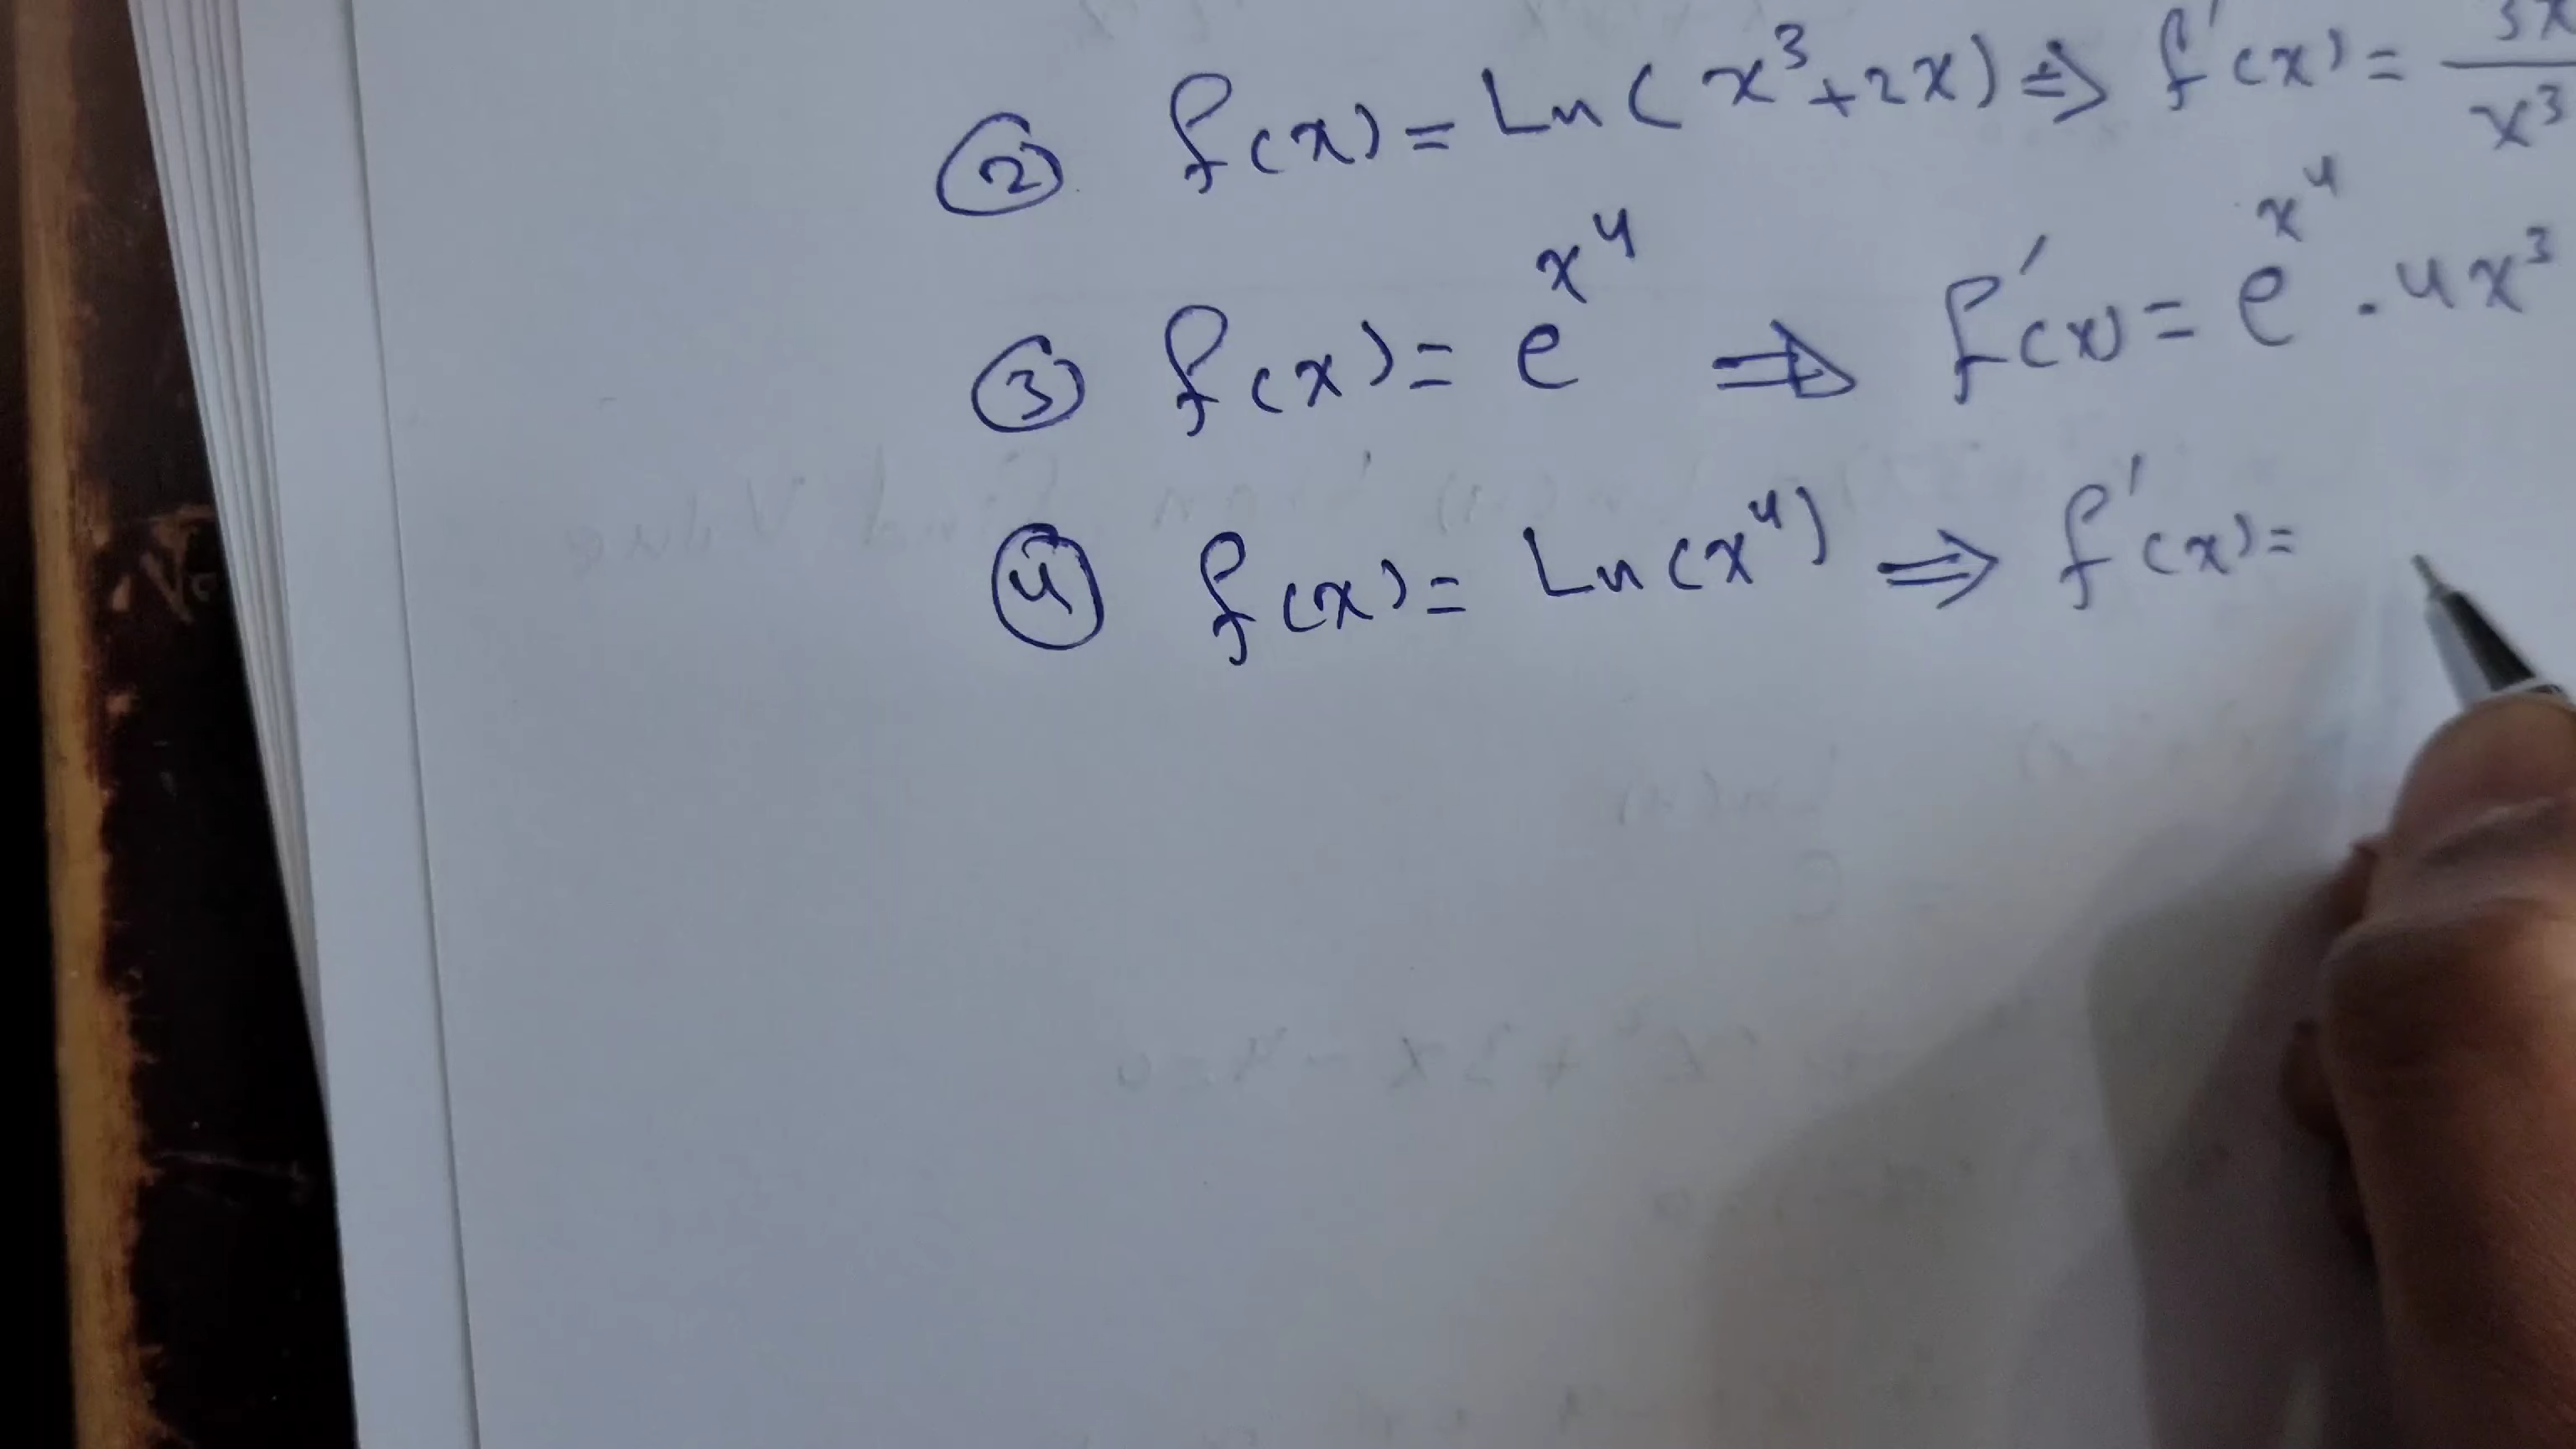 ② f(x) = Ln(x³+2x) ⇒ f'(x) = 3x / x³
③ f(x) = e^x⁴ ⇒ f'(x) = e^x⁴ · 4x³
④ f(x) = Ln(x⁴) ⇒ f'(x) =